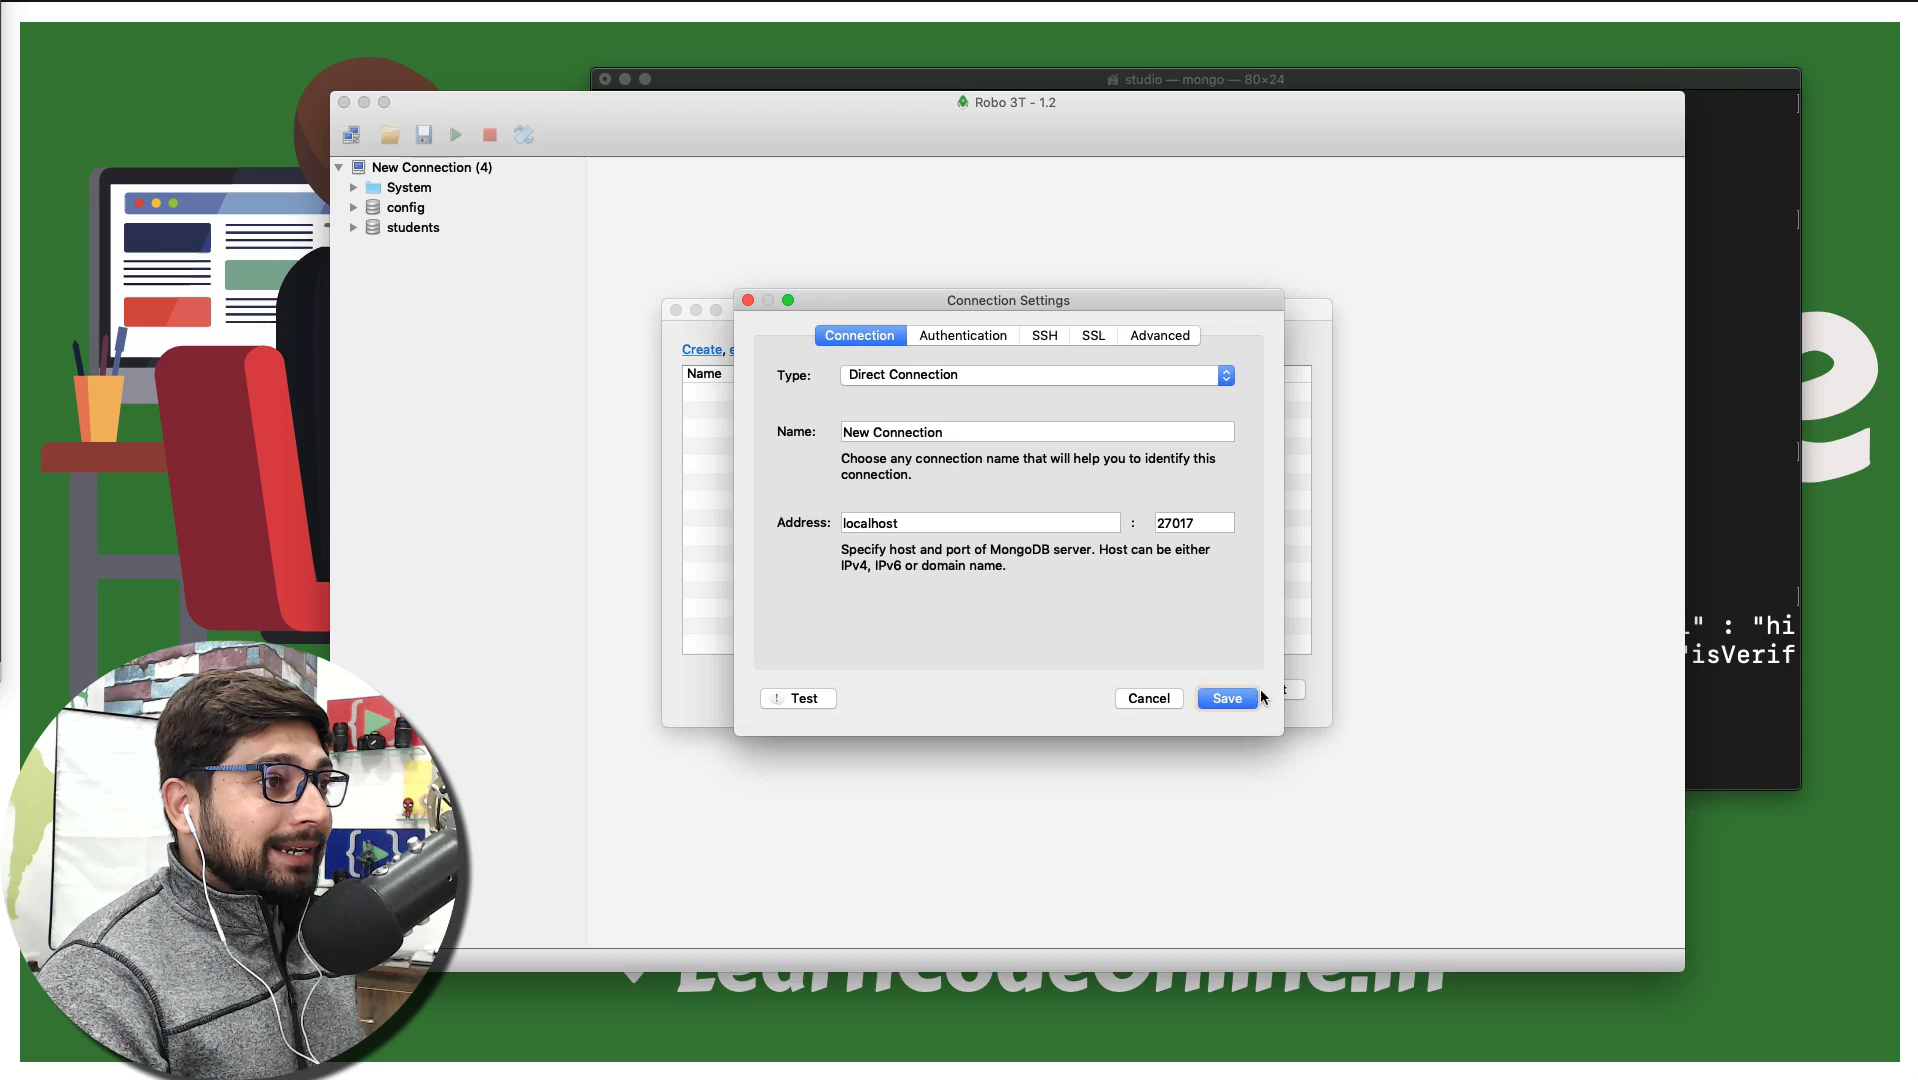 studio — mongo — 80×24
Robo 3T - 1.2
New Connection (4)
System
config
students
Connection Settings
Connection
Authentication
SSH
SSL
Advanced
Create, e
Name
Type:
Direct Connection
Name:
New Connection
Choose any connection name that will help you to identify this
connection.
Address:
localhost
:
27017
Specify host and port of MongoDB server. Host can be either
IPv4, IPv6 or domain name.
" : "hi
"isVerif
! Test
Cancel
Save
t
LearnCodeOnline.in